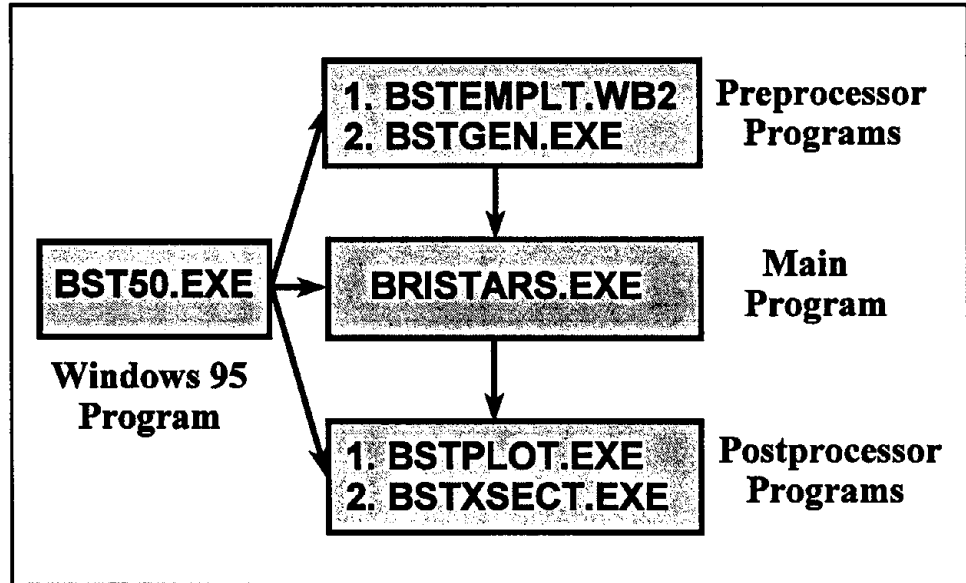 1. BSTEMPLT.WB2
2. BSTGEN.EXE
Preprocessor
Programs
BST50.EXE
Windows 95
Program
BRISTARS.EXE
Main
Program
1. BSTPLOT.EXE
2. BSTXSECT.EXE
Postprocessor
Programs